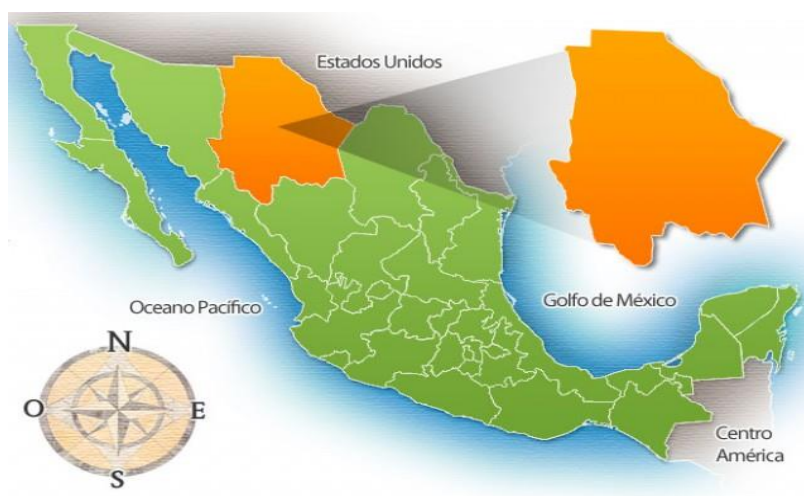 Estados Unidos
Oceano Pacífico
Golfo de México
N
O
E
S
Centro
América